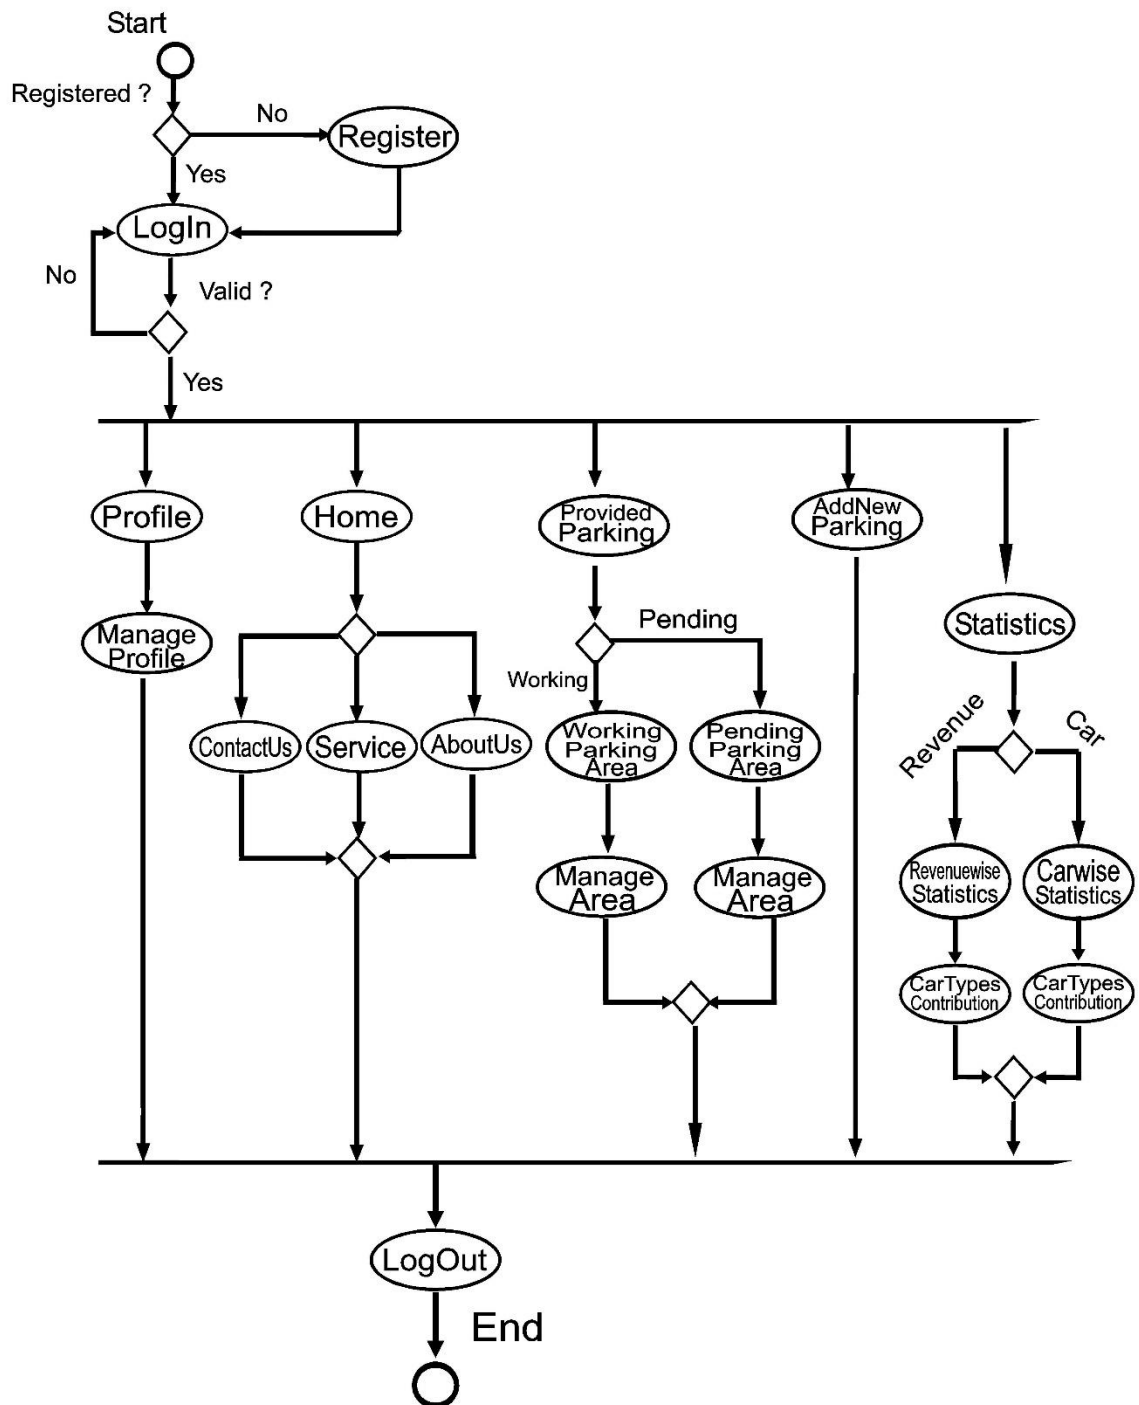 Start
Registered ?
No
Register
Yes
LogIn
No
Valid ?
Yes
Profile
Home
Provided
Parking
AddNew
Parking
Manage
Profile
Pending
Statistics
Working
Revenue
Car
ContactUs
Service
AboutUs
Working
Parking
Area
Pending
Parking
Area
Manage
Area
Manage
Area
Revenuewise
Statistics
Carwise
Statistics
CarTypes
Contribution
CarTypes
Contribution
LogOut
End